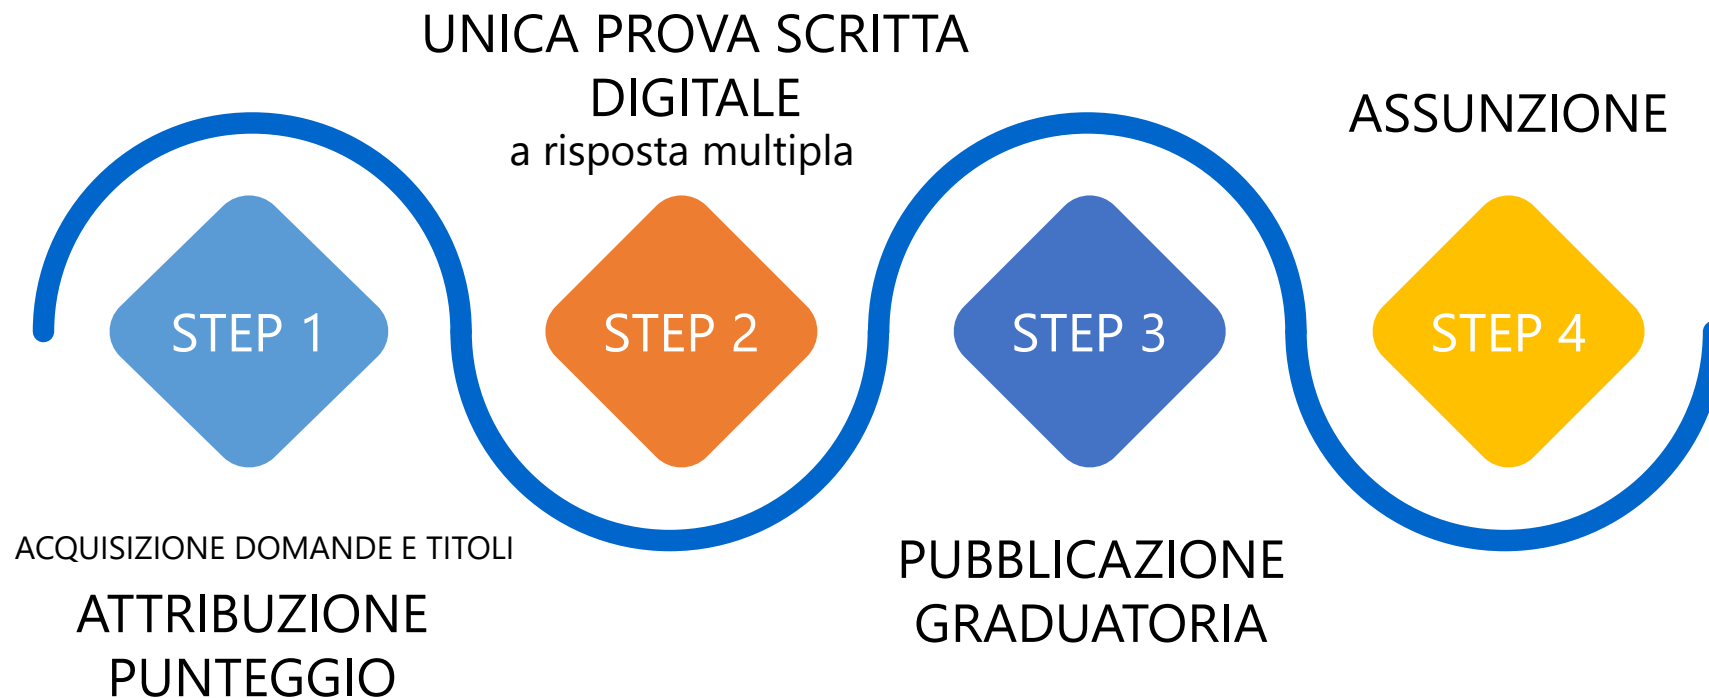 STEP 1
ACQUISIZIONE DOMANDE E TITOLI
ATTRIBUZIONE
PUNTEGGIO
UNICA PROVA SCRITTA
DIGITALE
a risposta multipla
STEP 2
STEP 3
PUBBLICAZIONE
GRADUATORIA
ASSUNZIONE
STEP 4